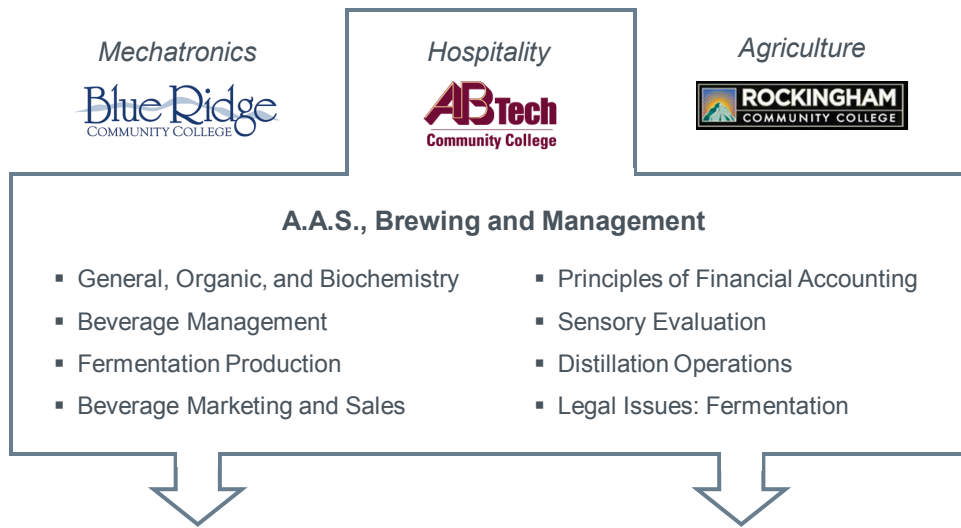 Mechatronics
Hospitality
Agriculture
Blue Ridge
COMMUNITY COLLEGE
AB Tech
Community College
ROCKINGHAM
COMMUNITY COLLEGE
A.A.S., Brewing and Management
▪ General, Organic, and Biochemistry
▪ Beverage Management
▪ Fermentation Production
▪ Beverage Marketing and Sales
▪ Principles of Financial Accounting
▪ Sensory Evaluation
▪ Distillation Operations
▪ Legal Issues: Fermentation